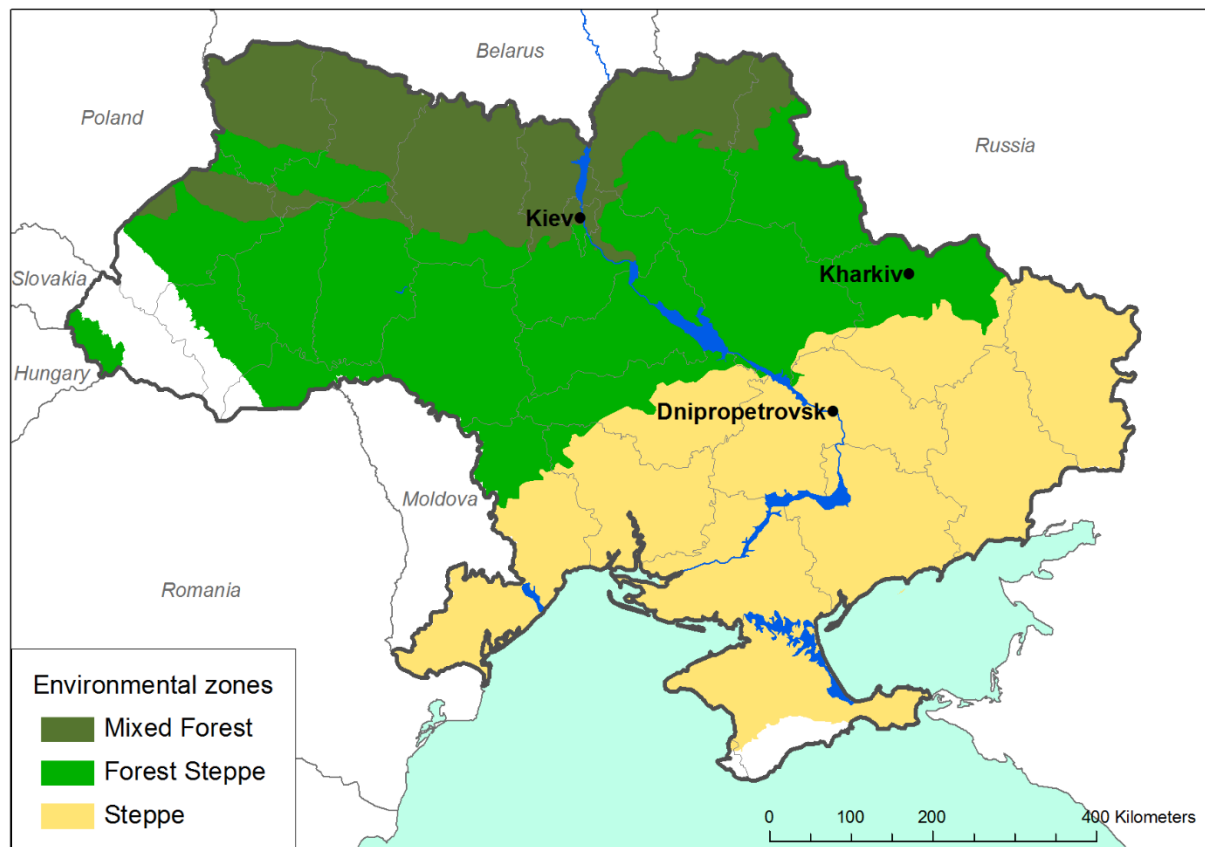 Belarus
Poland
Russia
Kiev
Slovakia
Kharkiv
Hungary
Dnipropetrovsk
Moldova
Romania
Environmental zones
Mixed Forest
Forest Steppe
Steppe
0 100 200 400 Kilometers